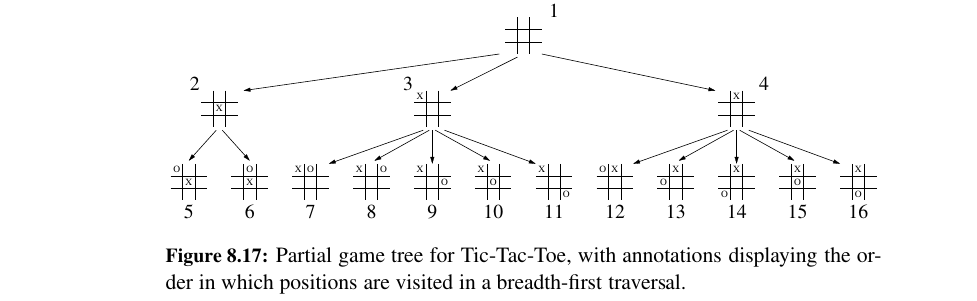 1
2 3 4
x x x
o o x o x o x x o x o x x x x x
x x o o o o o
o o o
5 6 7 8 9 10 11 12 13 14 15 16
Figure 8.17: Partial game tree for Tic-Tac-Toe, with annotations displaying the or-
der in which positions are visited in a breadth-first traversal.